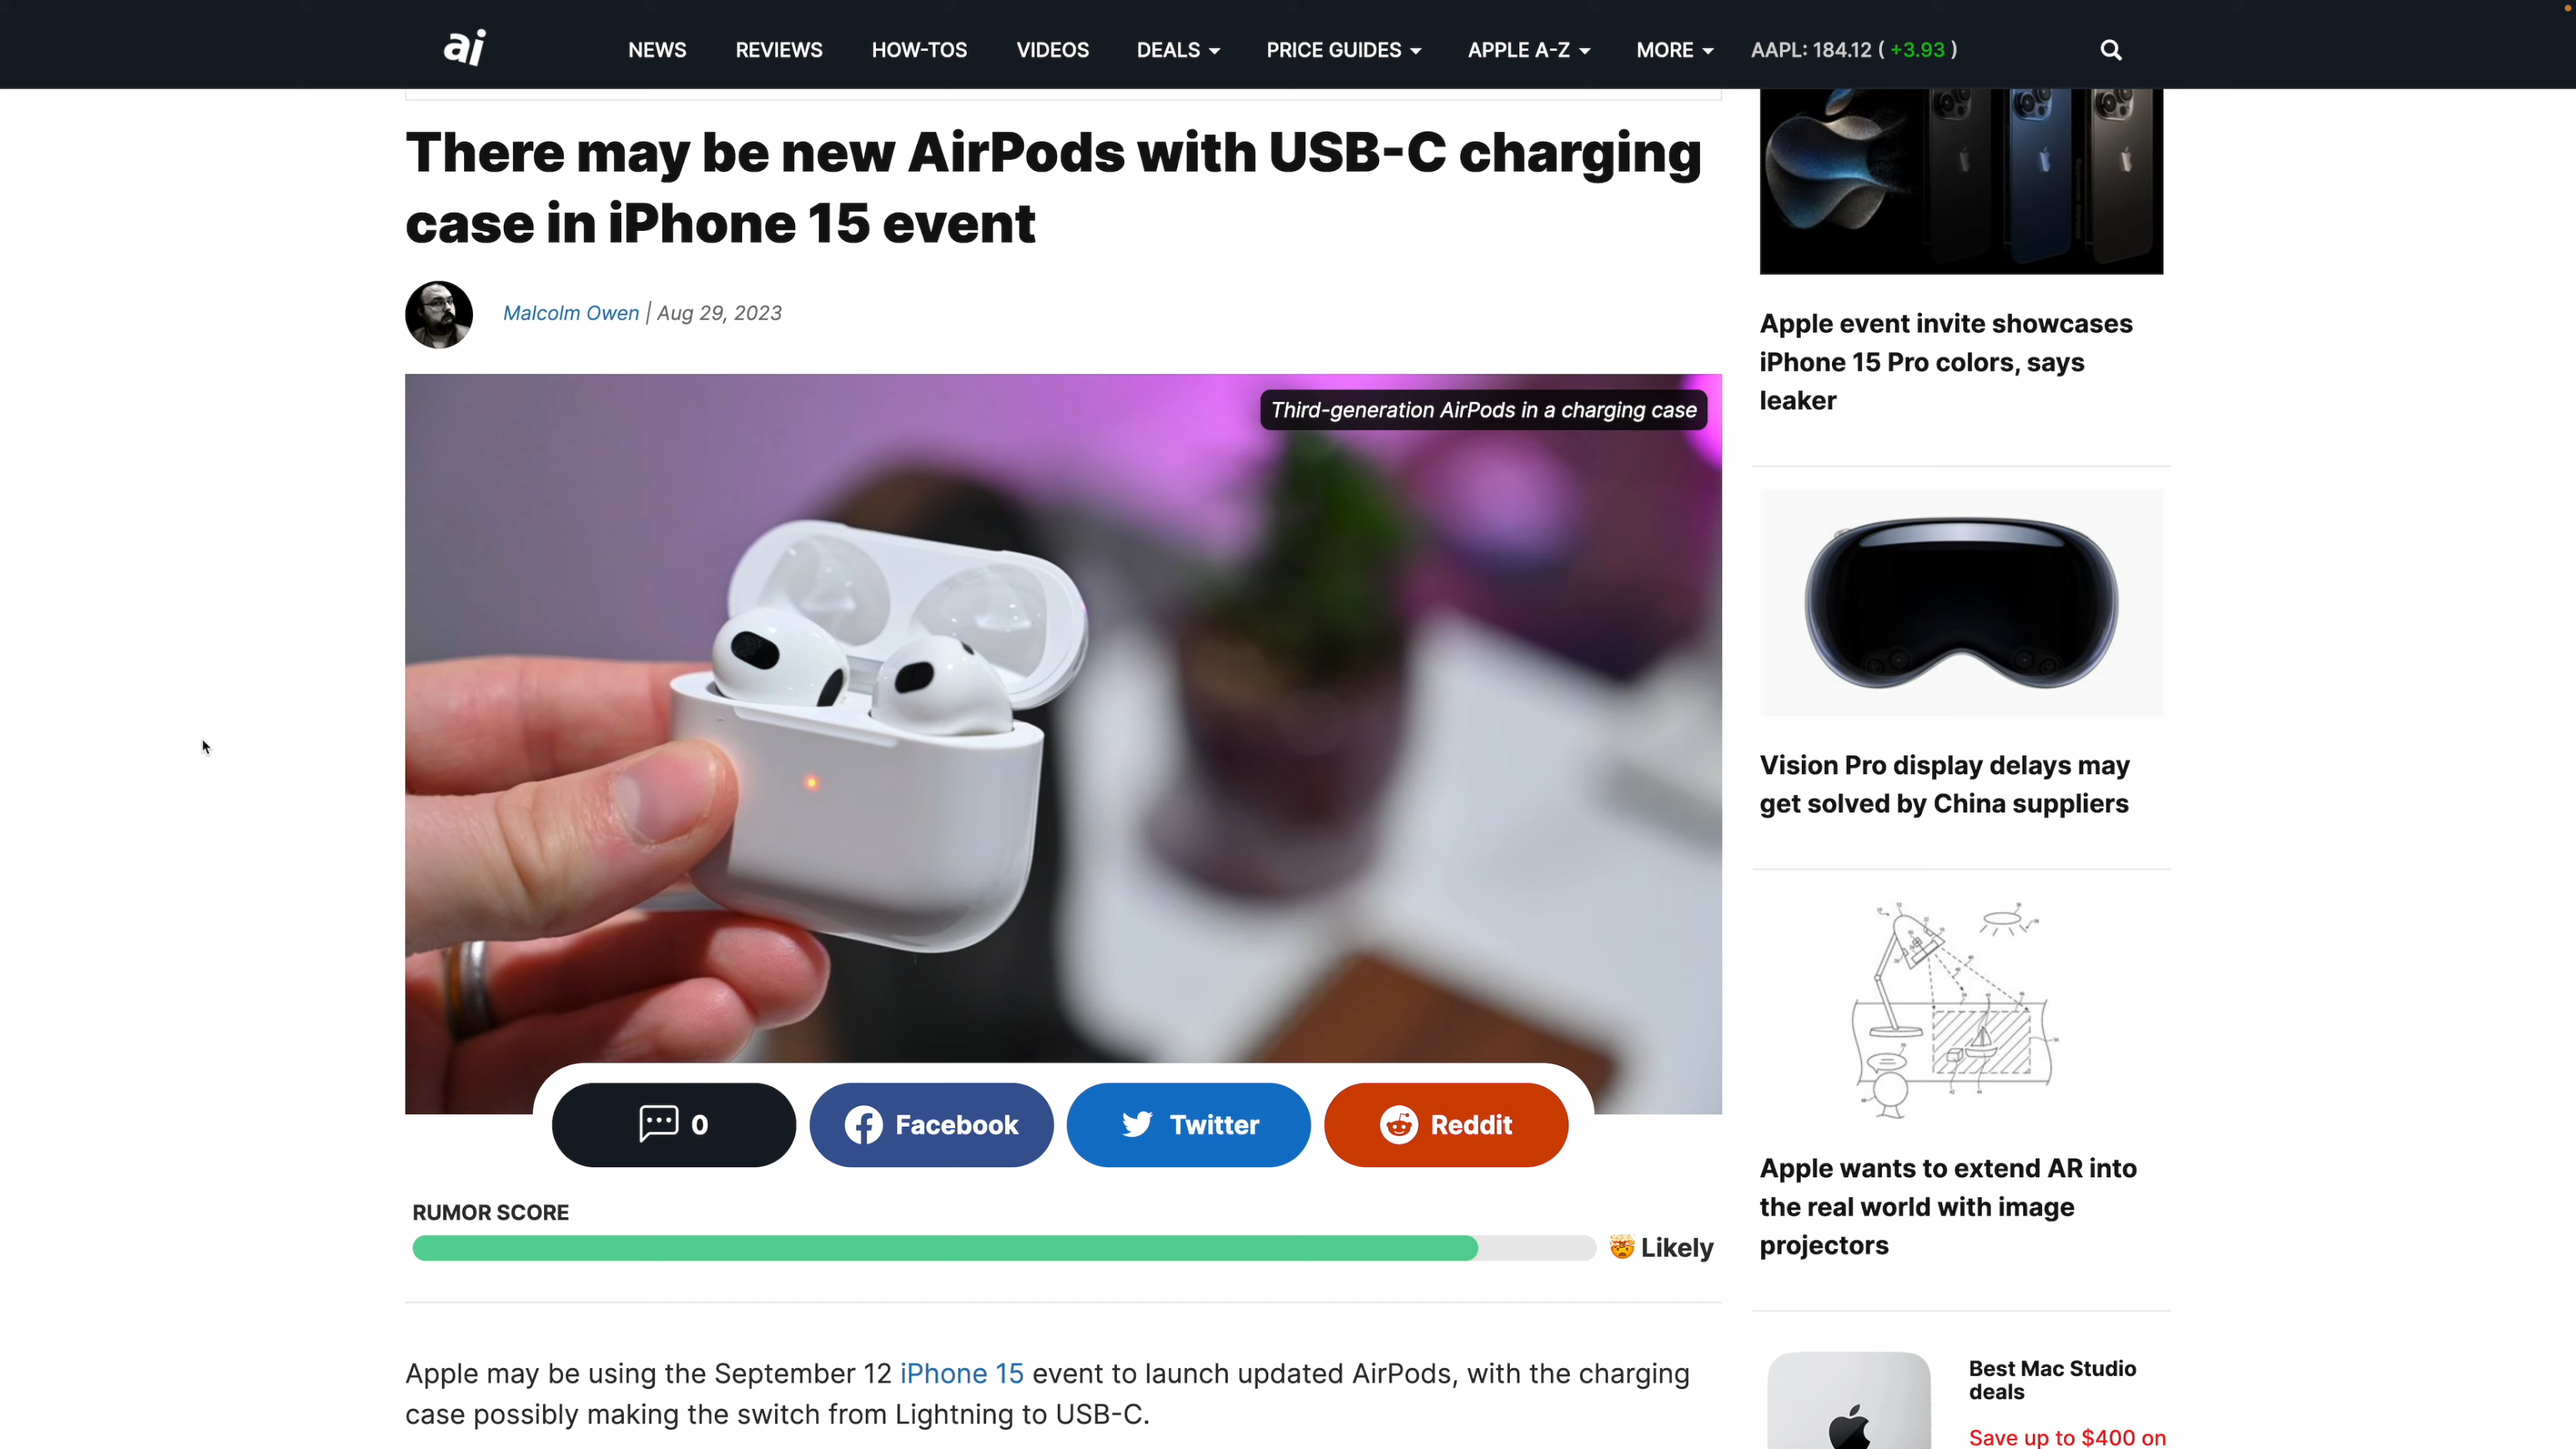 ai
NEWS
REVIEWS
HOW-TOS
VIDEOS
DEALS
PRICE GUIDES
APPLE A-Z
MORE
AAPL: 184.12 ( +3.93 )
There may be new AirPods with USB-C charging
case in iPhone 15 event
Malcolm Owen | Aug 29, 2023
Third-generation AirPods in a charging case
0
Facebook
Twitter
Reddit
RUMOR SCORE
🤯 Likely
Apple may be using the September 12 iPhone 15 event to launch updated AirPods, with the charging
case possibly making the switch from Lightning to USB-C.
Apple event invite showcases
iPhone 15 Pro colors, says
leaker
Vision Pro display delays may
get solved by China suppliers
Apple wants to extend AR into
the real world with image
projectors
Best Mac Studio
deals
Save up to $400 on